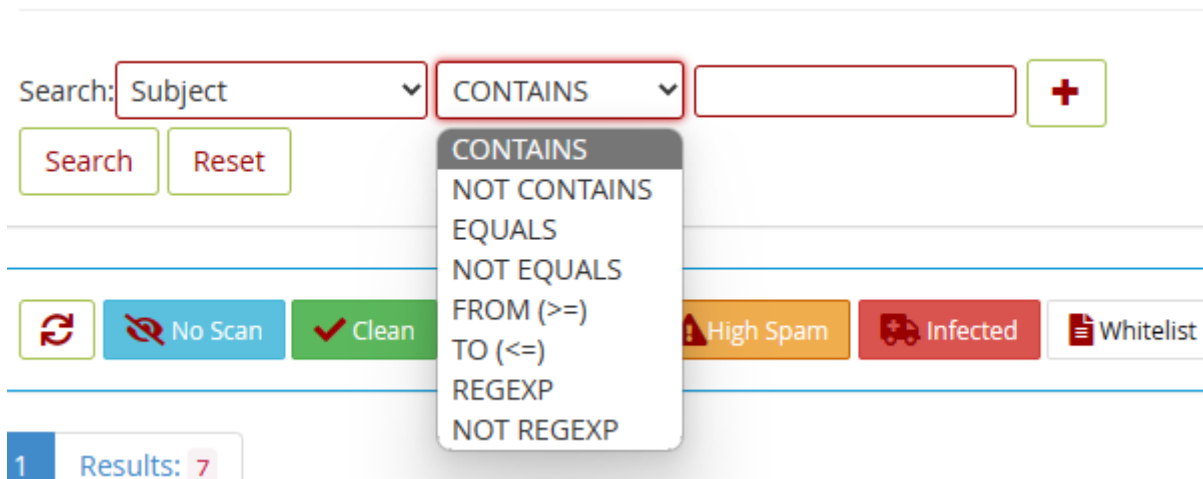 Search: Subject CONTAINS
Search Reset
CONTAINS
NOT CONTAINS
EQUALS
NOT EQUALS
FROM (>=)
TO (<=)
REGEXP
NOT REGEXP
No Scan Clean High Spam Infected Whitelist
1 Results: 7